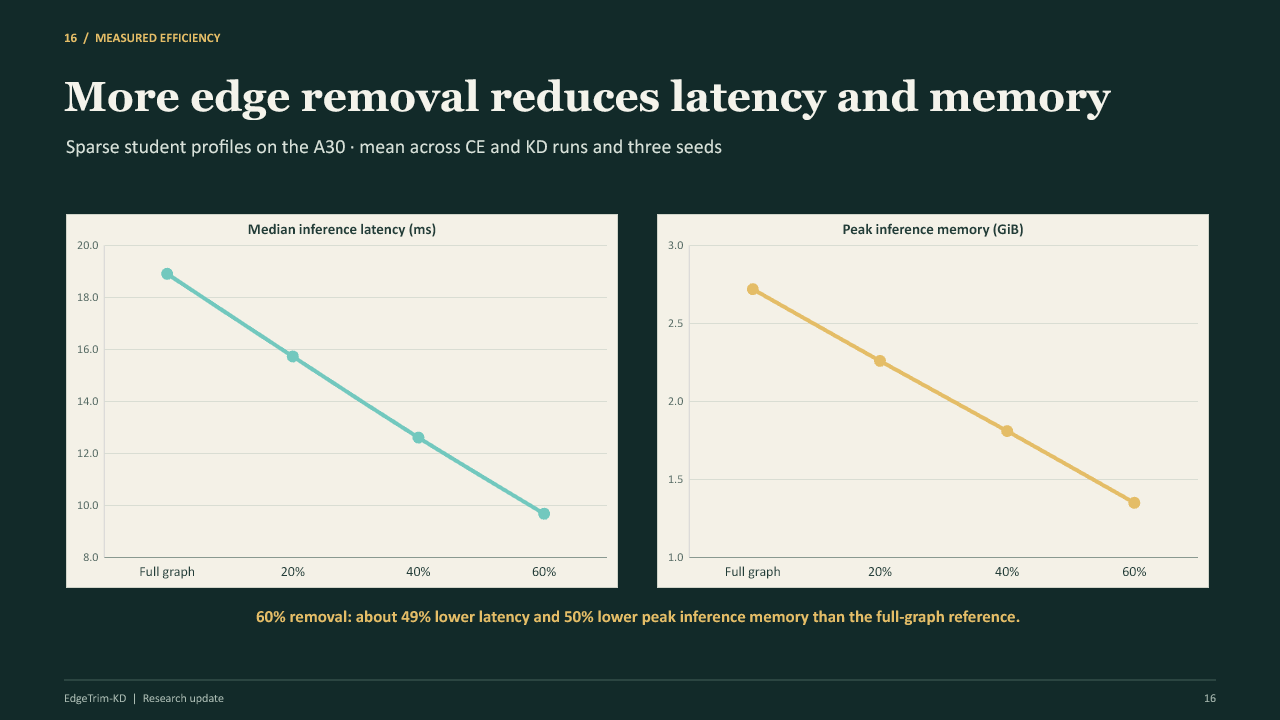 16 / MEASURED EFFICIENCY
More edge removal reduces latency and memory
Sparse student profiles on the A30 · mean across CE and KD runs and three seeds
Median inference latency (ms)
20.0
18.0
16.0
14.0
12.0
10.0
8.0
Full graph 20% 40% 60%
Peak inference memory (GiB)
3.0
2.5
2.0
1.5
1.0
Full graph 20% 40% 60%
60% removal: about 49% lower latency and 50% lower peak inference memory than the full-graph reference.
EdgeTrim-KD | Research update
16